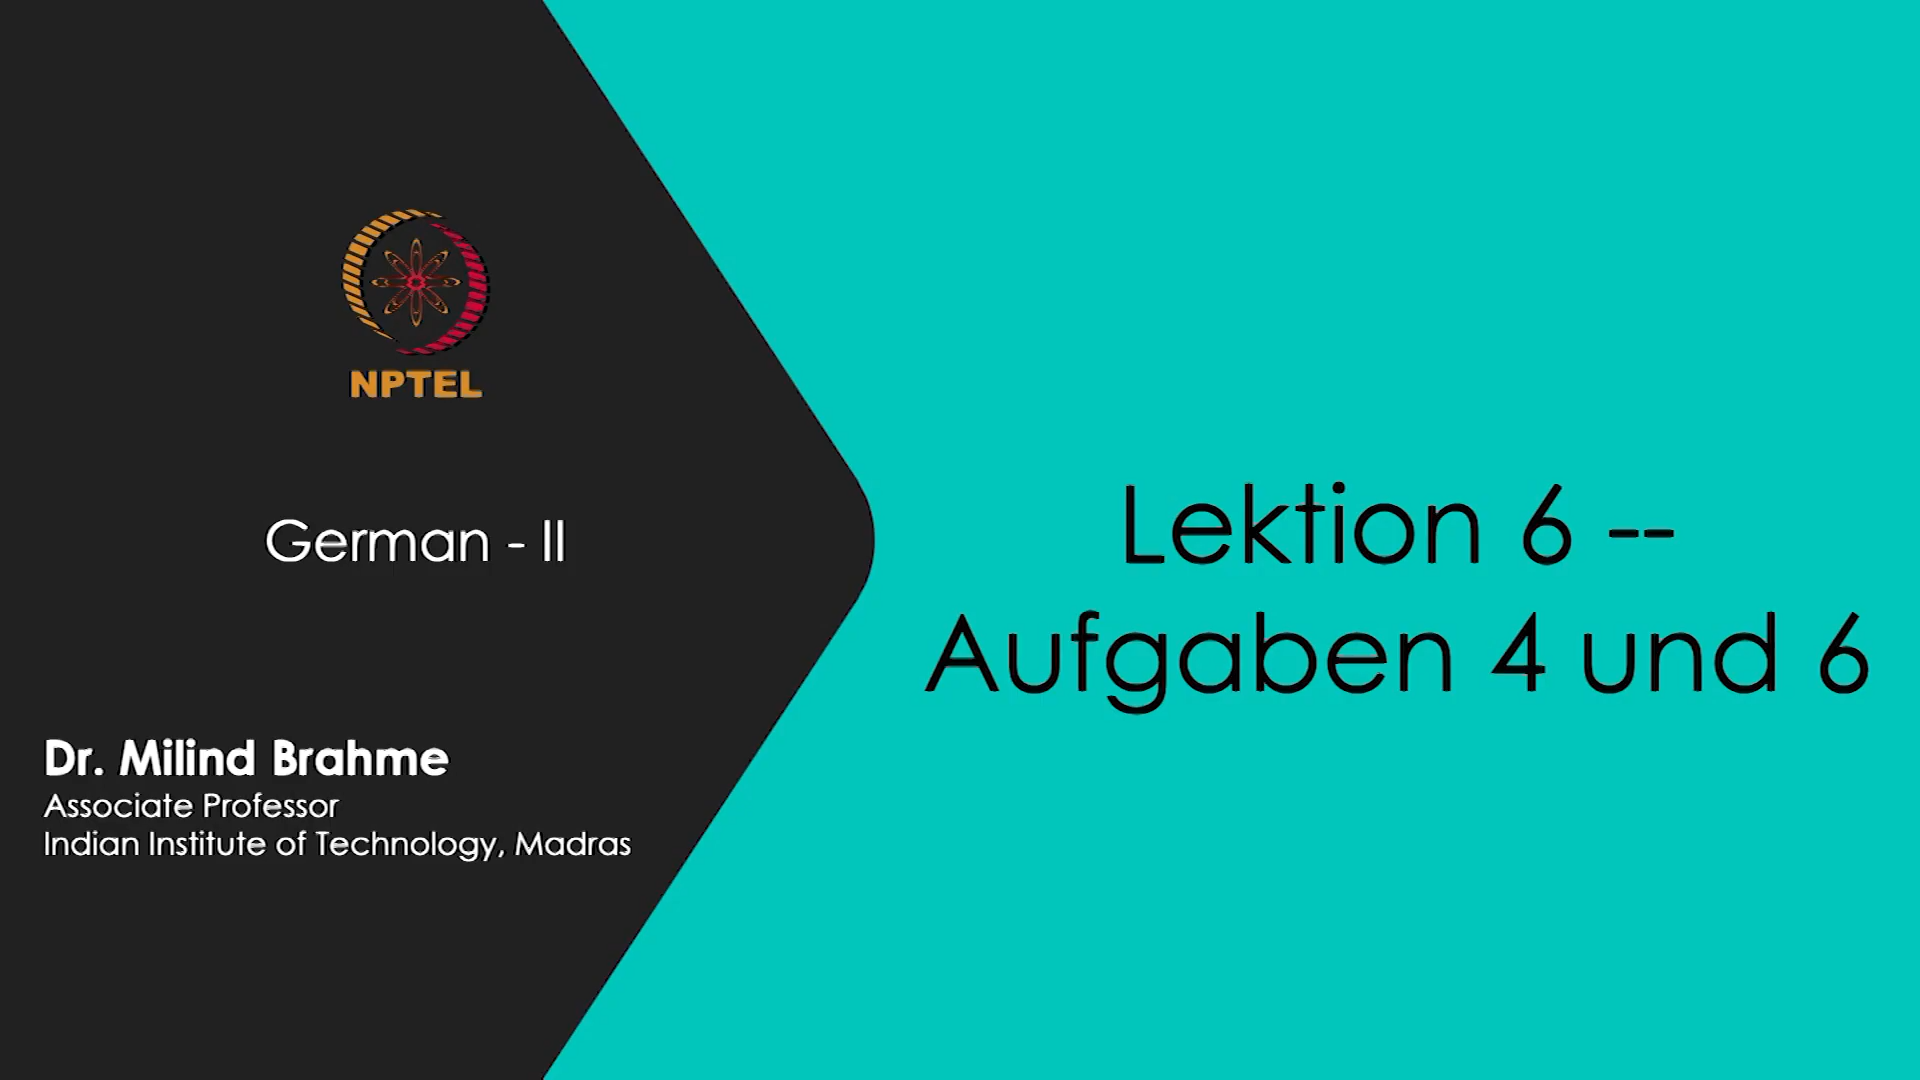 NPTEL
German - II
Dr. Milind Brahme
Associate Professor
Indian Institute of Technology, Madras
Lektion 6 --
Aufgaben 4 und 6